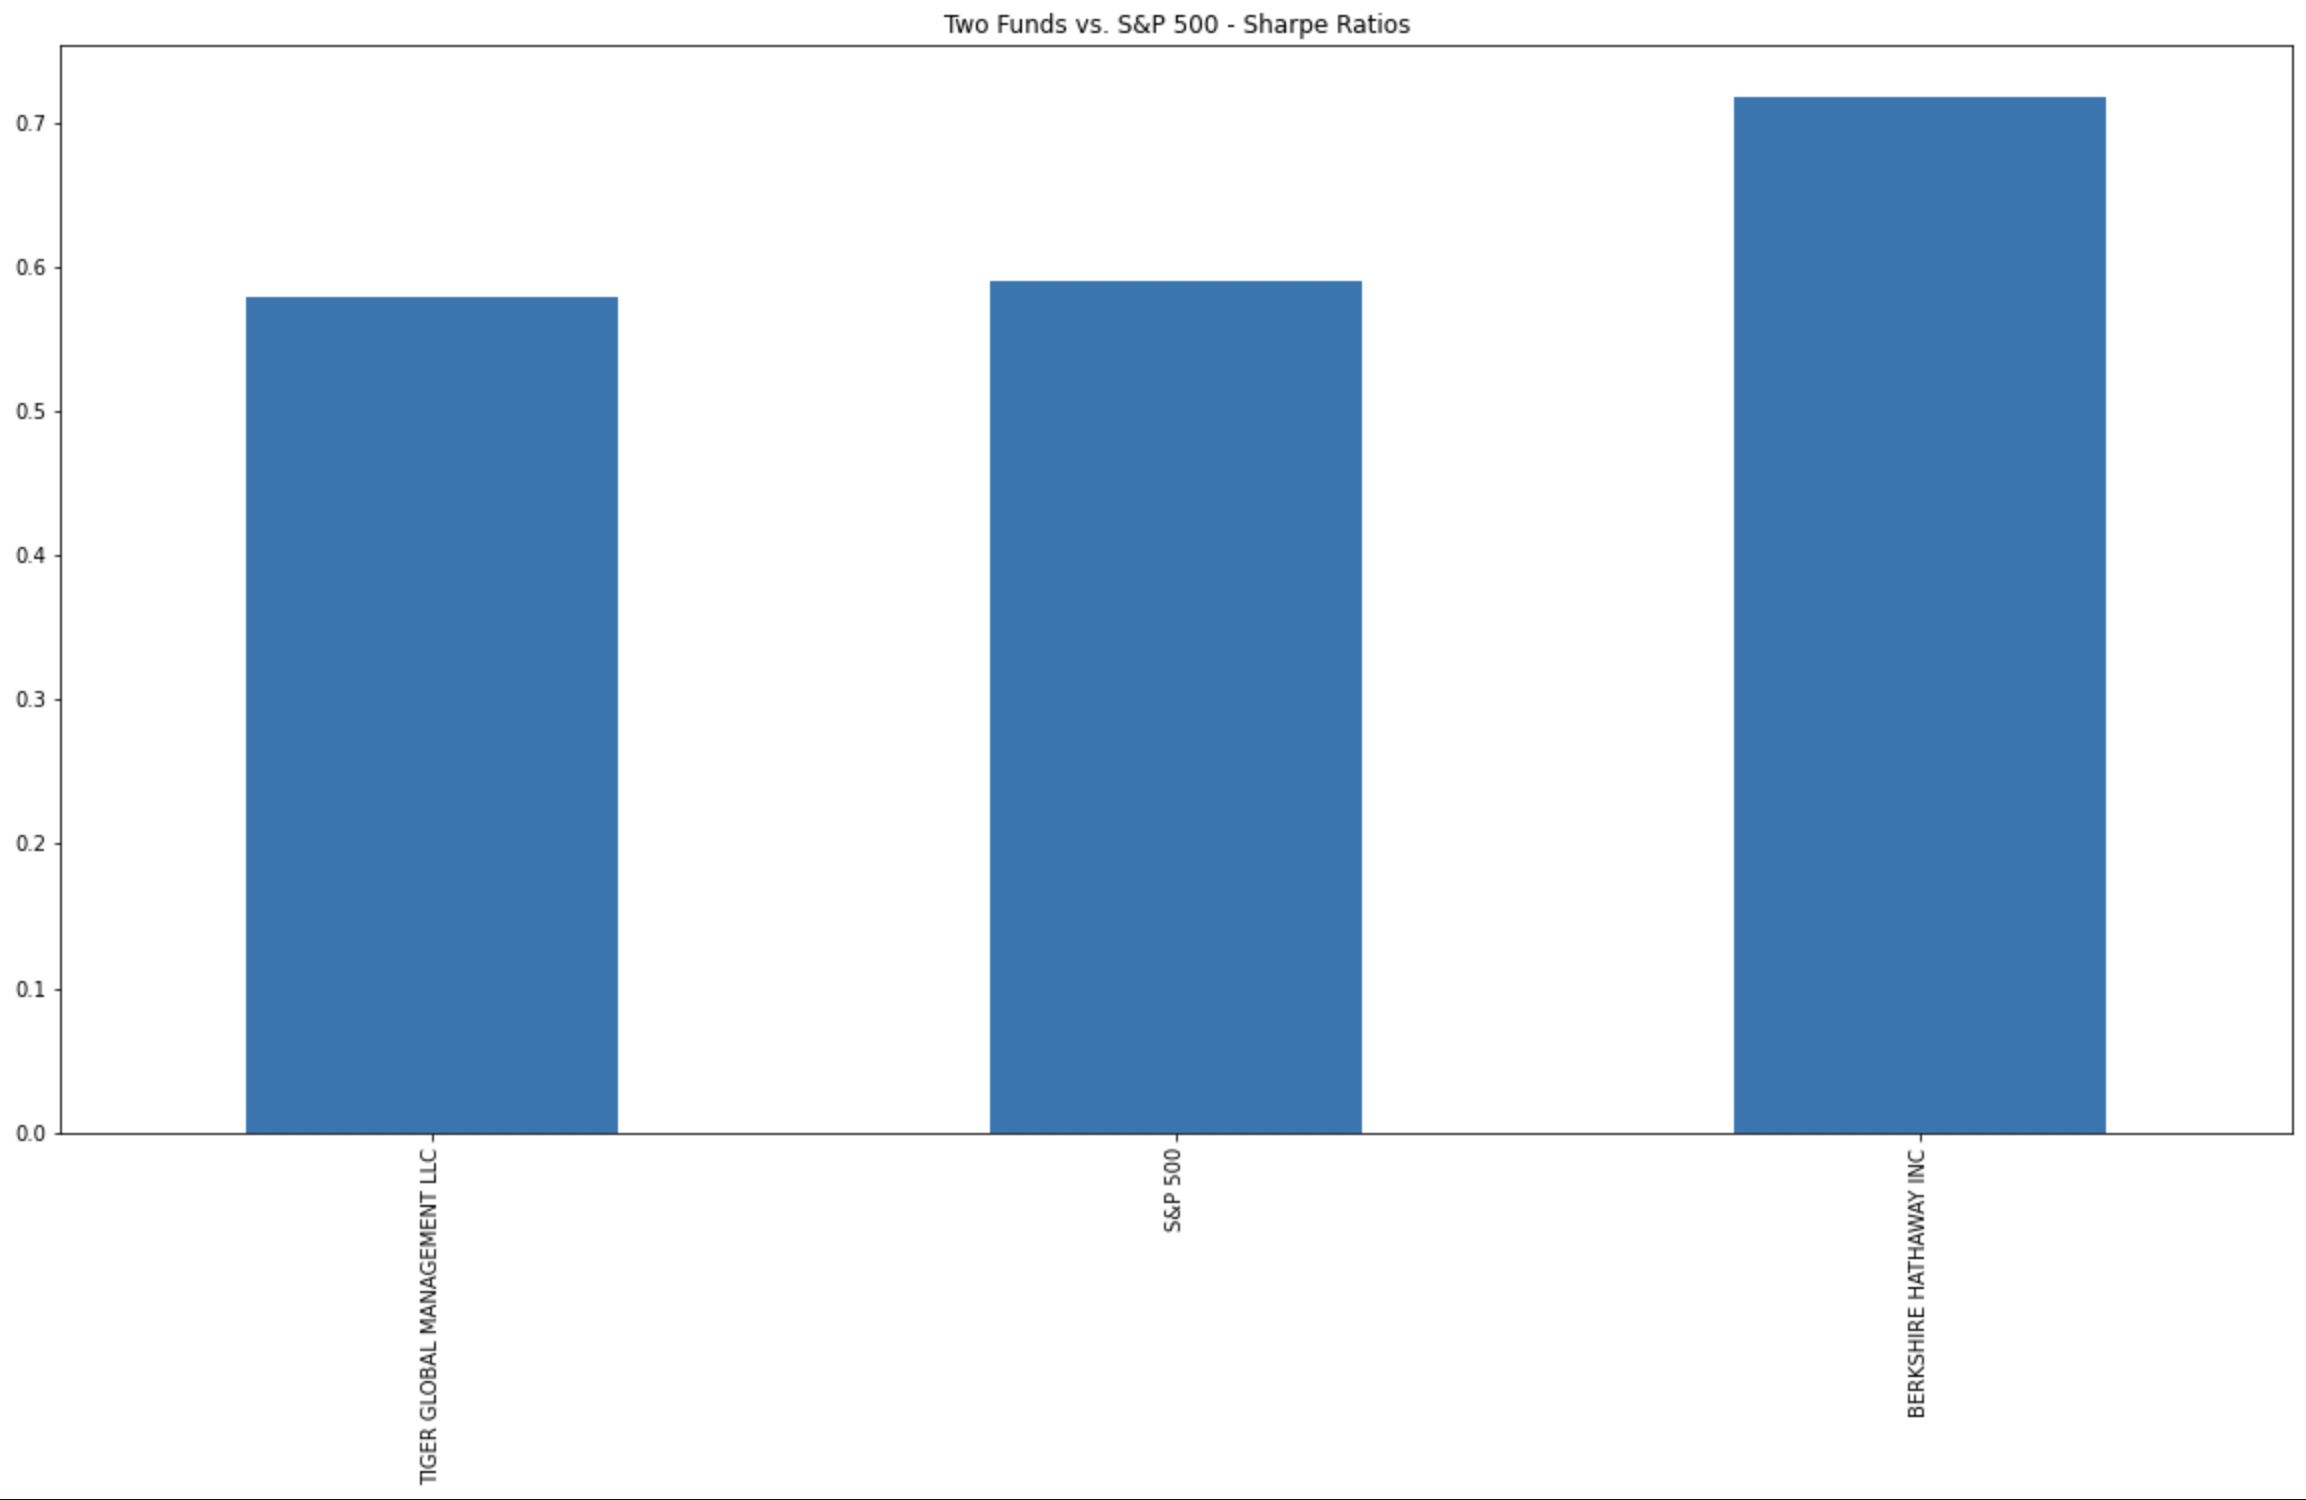 Two Funds vs. S&P 500 - Sharpe Ratios
0.7
0.6
0.5
0.4
0.3
0.2
0.1
0.0
TIGER GLOBAL MANAGEMENT LLC
S&P 500
BERKSHIRE HATHAWAY INC